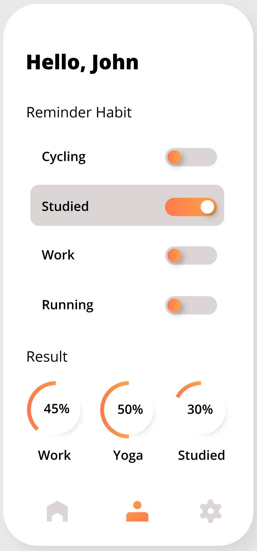 Hello, John
Reminder Habit
Cycling
Studied
Work
Running
Result
45%
50%
30%
Work
Yoga
Studied